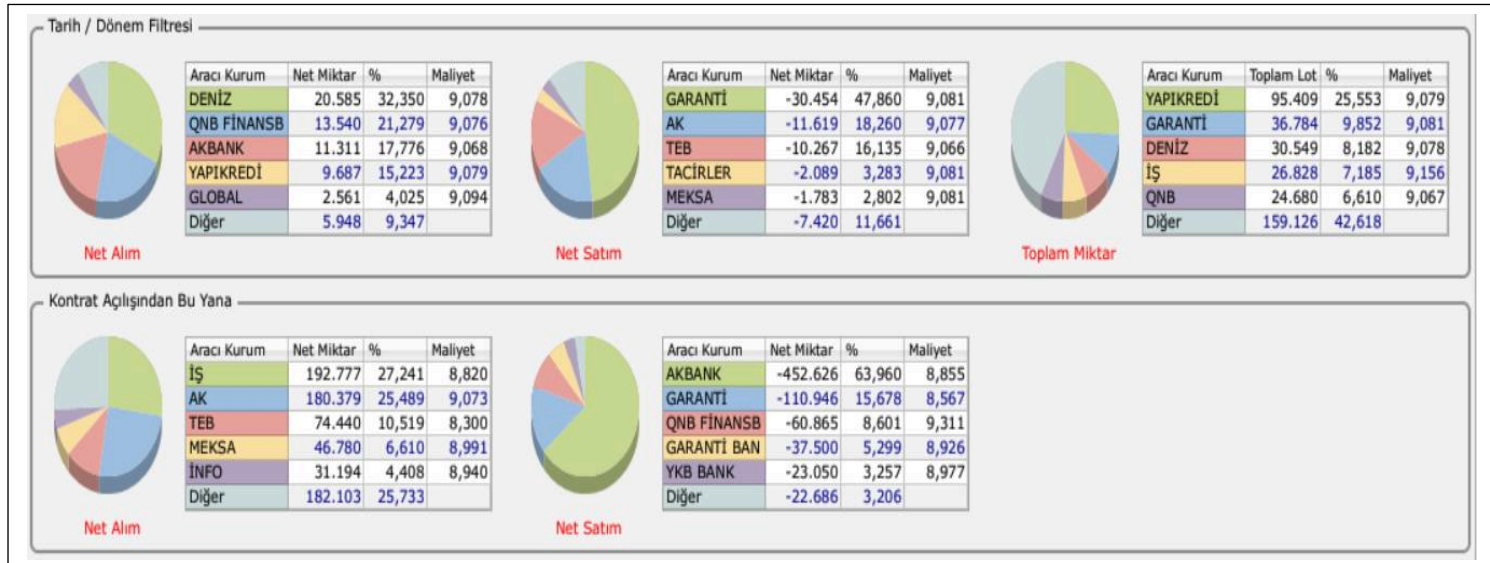 Tarih / Dönem Filtresi
Aracı Kurum Net Miktar % Maliyet
DENİZ 20.585 32,350 9,078
QNB FİNANSB 13.540 21,279 9,076
AKBANK 11.311 17,776 9,068
YAPIKREDİ 9.687 15,223 9,079
GLOBAL 2.561 4,025 9,094
Diğer 5.948 9,347
Net Alım
Aracı Kurum Net Miktar % Maliyet
GARANTİ -30.454 47,860 9,081
AK -11.619 18,260 9,077
TEB -10.267 16,135 9,066
TACİRLER -2.089 3,283 9,081
MEKSA -1.783 2,802 9,081
Diğer -7.420 11,661
Net Satım
Aracı Kurum Toplam Lot % Maliyet
YAPIKREDİ 95.409 25,553 9,079
GARANTİ 36.784 9,852 9,081
DENİZ 30.549 8,182 9,078
İŞ 26.828 7,185 9,156
QNB 24.680 6,610 9,067
Diğer 159.126 42,618
Toplam Miktar
Kontrat Açılışından Bu Yana
Aracı Kurum Net Miktar % Maliyet
İŞ 192.777 27,241 8,820
AK 180.379 25,489 9,073
TEB 74.440 10,519 8,300
MEKSA 46.780 6,610 8,991
İNFO 31.194 4,408 8,940
Diğer 182.103 25,733
Net Alım
Aracı Kurum Net Miktar % Maliyet
AKBANK -452.626 63,960 8,855
GARANTİ -110.946 15,678 8,567
QNB FİNANSB -60.865 8,601 9,311
GARANTİ BAN -37.500 5,299 8,926
YKB BANK -23.050 3,257 8,977
Diğer -22.686 3,206
Net Satım